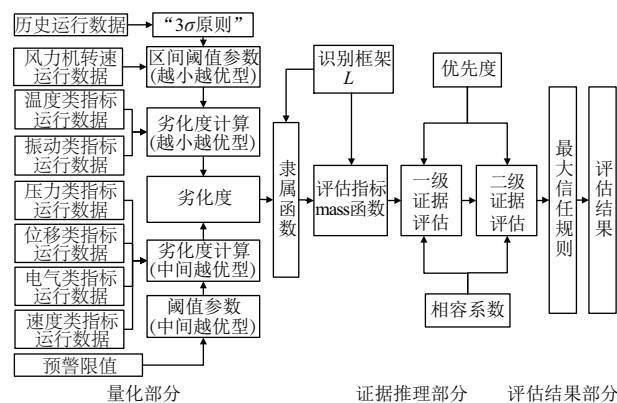 历史运行数据
“3σ原则”
风力机转速
运行数据
区间阈值参数
(越小越优型)
温度类指标
运行数据
振动类指标
运行数据
劣化度计算
(越小越优型)
压力类指标
运行数据
劣化度
位移类指标
运行数据
电气类指标
运行数据
劣化度计算
(中间越优型)
速度类指标
运行数据
阈值参数
(中间越优型)
预警限值
隶属函数
识别框架
L
评估指标
mass函数
优先度
一级
证据
评估
二级
证据
评估
相容系数
最大信任规则
评估结果
量化部分
证据推理部分
评估结果部分